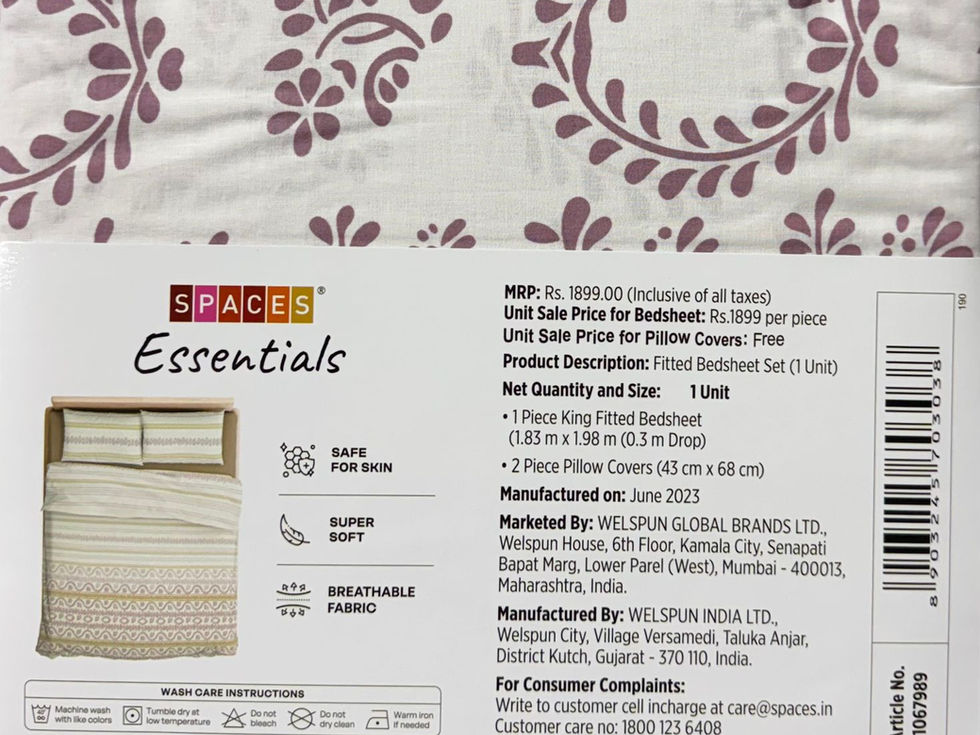 SPACES®
Essentials
SAFE
FOR SKIN
SUPER
SOFT
BREATHABLE
FABRIC
WASH CARE INSTRUCTIONS
40°
Machine wash
with like colors
Tumble dry at
low temperature
Do not
bleach
Do not
dry clean
Warm iron
if needed
MRP: Rs. 1899.00 (Inclusive of all taxes)
Unit Sale Price for Bedsheet: Rs.1899 per piece
Unit Sale Price for Pillow Covers: Free
Product Description: Fitted Bedsheet Set (1 Unit)
Net Quantity and Size: 1 Unit
• 1 Piece King Fitted Bedsheet
(1.83 m x 1.98 m (0.3 m Drop)
• 2 Piece Pillow Covers (43 cm x 68 cm)
Manufactured on: June 2023
Marketed By: WELSPUN GLOBAL BRANDS LTD.,
Welspun House, 6th Floor, Kamala City, Senapati
Bapat Marg, Lower Parel (West), Mumbai - 400013,
Maharashtra, India.
Manufactured By: WELSPUN INDIA LTD.,
Welspun City, Village Versamedi, Taluka Anjar,
District Kutch, Gujarat - 370 110, India.
For Consumer Complaints:
Write to customer cell incharge at care@spaces.in
Customer care no: 1800 123 6408
190
8 903245 703038
Article No.
1067989